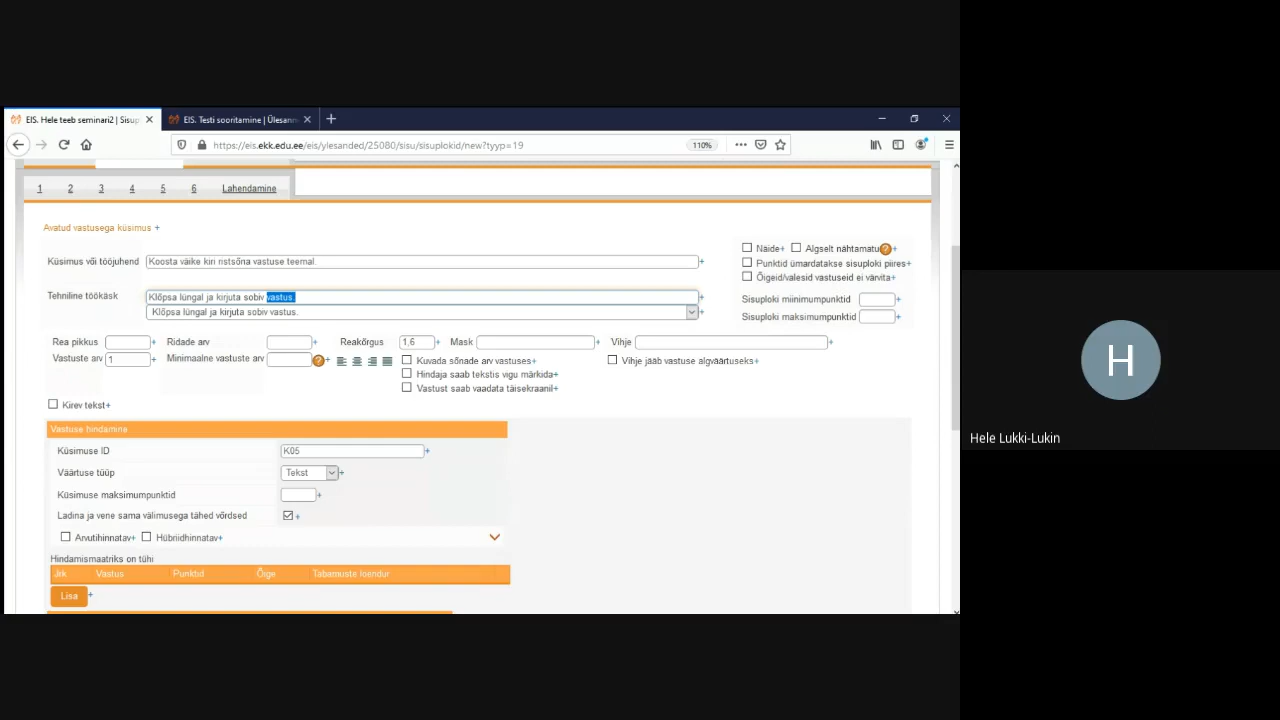 EIS. Hele teeb seminari2 | Sisup
EIS. Testi sooritamine | Ülesann
https://eis.ekk.edu.ee/eis/ylesanded/25080/sisu/sisuplokid/new?tyyp=19
110%
1 2 3 4 5 6 Lahendamine
Avatud vastusega küsimus +
Küsimus või tööjuhend Koosta väike kiri ristsõna vastuse teemal. +
Näide+ Algselt nähtamatu ? +
Punktid ümardatakse sisuploki piires+
Õigeid/valesid vastuseid ei värvita+
Tehniline töökäsk Klõpsa lüngal ja kirjuta sobiv vastus. +
Klõpsa lüngal ja kirjuta sobiv vastus. +
Sisuploki miinimumpunktid +
Sisuploki maksimumpunktid +
Rea pikkus + Ridade arv + Reakõrgus 1,6 + Mask + Vihje +
Vastuste arv 1 + Minimaalne vastuste arv ? + Kuvada sõnade arv vastuses+ Vihje jääb vastuse algväärtuseks+
Hindaja saab tekstis vigu märkida+
Vastust saab vaadata täisekraanil+
Kirev tekst+
Vastuse hindamine
Küsimuse ID K05 +
Väärtuse tüüp Tekst +
Küsimuse maksimumpunktid +
Ladina ja vene sama välimusega tähed võrdsed +
Arvutihinnatav+ Hübriidhinnatav+
Hindamismaatriks on tühi
Jrk Vastus Punktid Õige Tabamuste loendur
Lisa +
H
Hele Lukki-Lukin